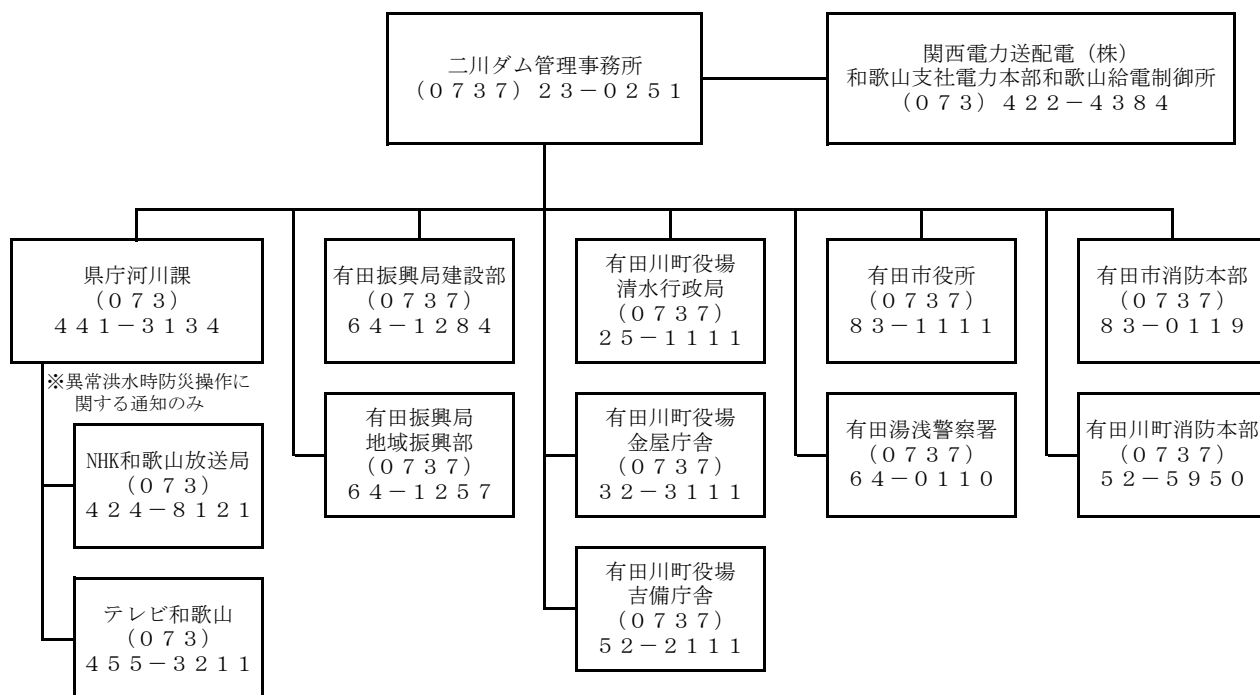 二川ダム管理事務所
（０７３７）２３－０２５１
関西電力送配電（株）
和歌山支社電力本部和歌山給電制御所
（０７３）４２２－４３８４
県庁河川課
（０７３）
４４１－３１３４
有田振興局建設部
（０７３７）
６４－１２８４
有田川町役場
清水行政局
（０７３７）
２５－１１１１
有田市役所
（０７３７）
８３－１１１１
有田市消防本部
（０７３７）
８３－０１１９
※異常洪水時防災操作に
関する通知のみ
NHK和歌山放送局
（０７３）
４２４－８１２１
有田振興局
地域振興部
（０７３７）
６４－１２５７
有田川町役場
金屋庁舎
（０７３７）
３２－３１１１
有田湯浅警察署
（０７３７）
６４－０１１０
有田川町消防本部
（０７３７）
５２－５９５０
テレビ和歌山
（０７３）
４５５－３２１１
有田川町役場
吉備庁舎
（０７３７）
５２－２１１１